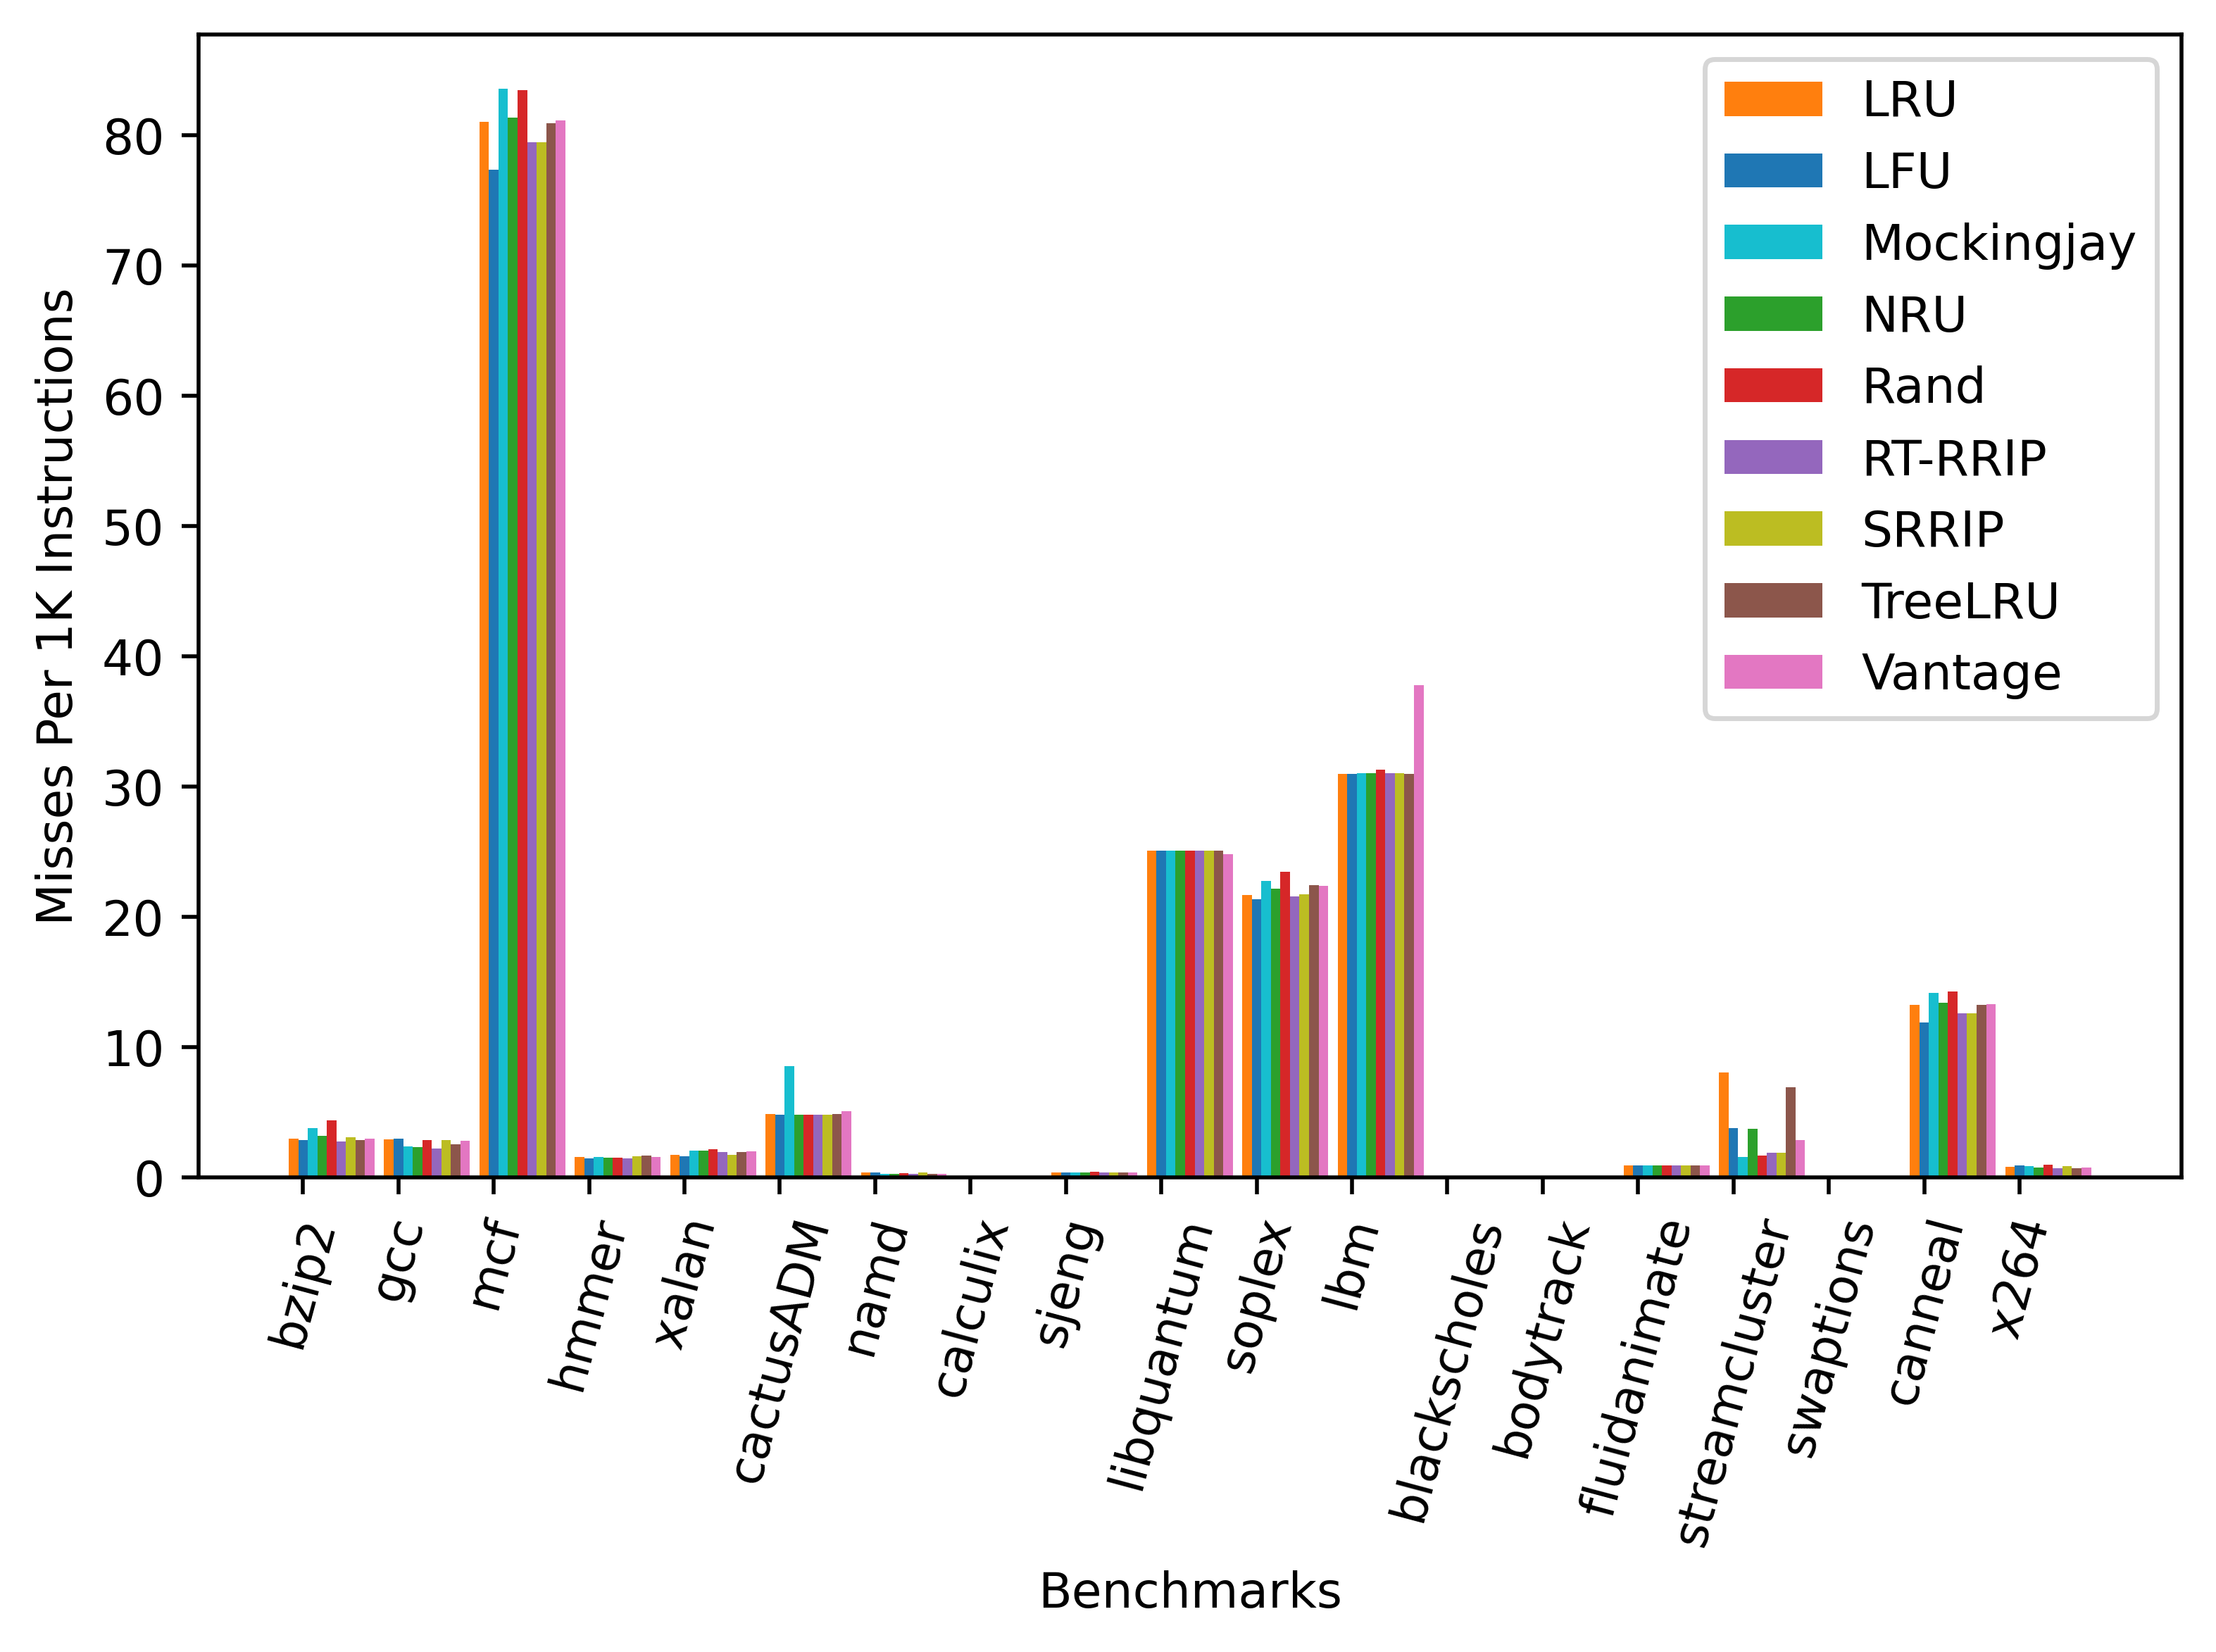 Misses Per 1K Instructions
80
70
60
50
40
30
20
10
0
LRU
LFU
Mockingjay
NRU
Rand
RT-RRIP
SRRIP
TreeLRU
Vantage
bzip2
gcc
mcf
hmmer
xalan
cactusADM
namd
calculix
sjeng
libquantum
soplex
lbm
blackscholes
bodytrack
fluidanimate
streamcluster
swaptions
canneal
x264
Benchmarks